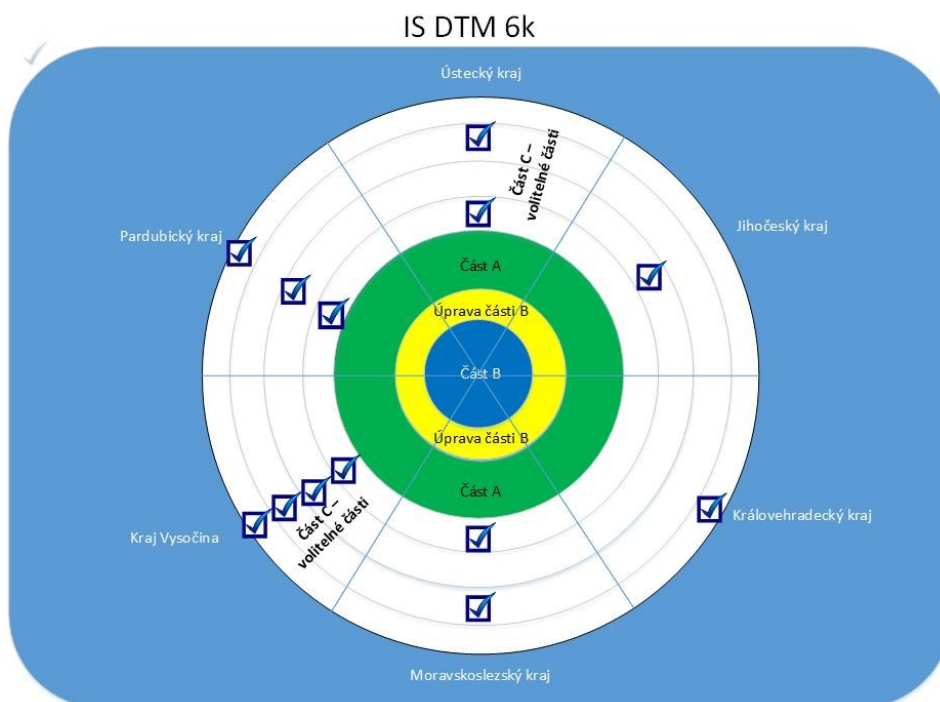 IS DTM 6k
Ústecký kraj
Část C –
volitelné části
Pardubický kraj
Jihočeský kraj
Část A
Úprava části B
Část B
Úprava části B
Část A
Část C –
volitelné části
Kraj Vysočina
Královehradecký kraj
Moravskoslezský kraj